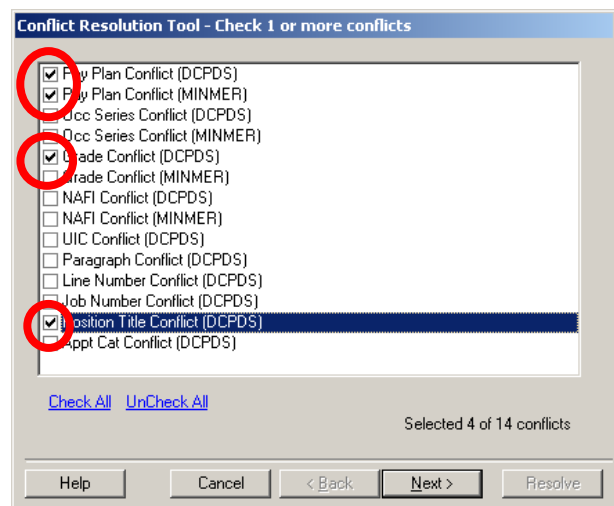 Conflict Resolution Tool - Check 1 or more conflicts
Pay Plan Conflict (DCPDS)
Pay Plan Conflict (MINMER)
Occ Series Conflict (DCPDS)
Occ Series Conflict (MINMER)
Grade Conflict (DCPDS)
Grade Conflict (MINMER)
NAFI Conflict (DCPDS)
NAFI Conflict (MINMER)
UIC Conflict (DCPDS)
Paragraph Conflict (DCPDS)
Line Number Conflict (DCPDS)
Job Number Conflict (DCPDS)
Position Title Conflict (DCPDS)
Appt Cat Conflict (DCPDS)
Check All UnCheck All
Selected 4 of 14 conflicts
Help Cancel < Back Next > Resolve